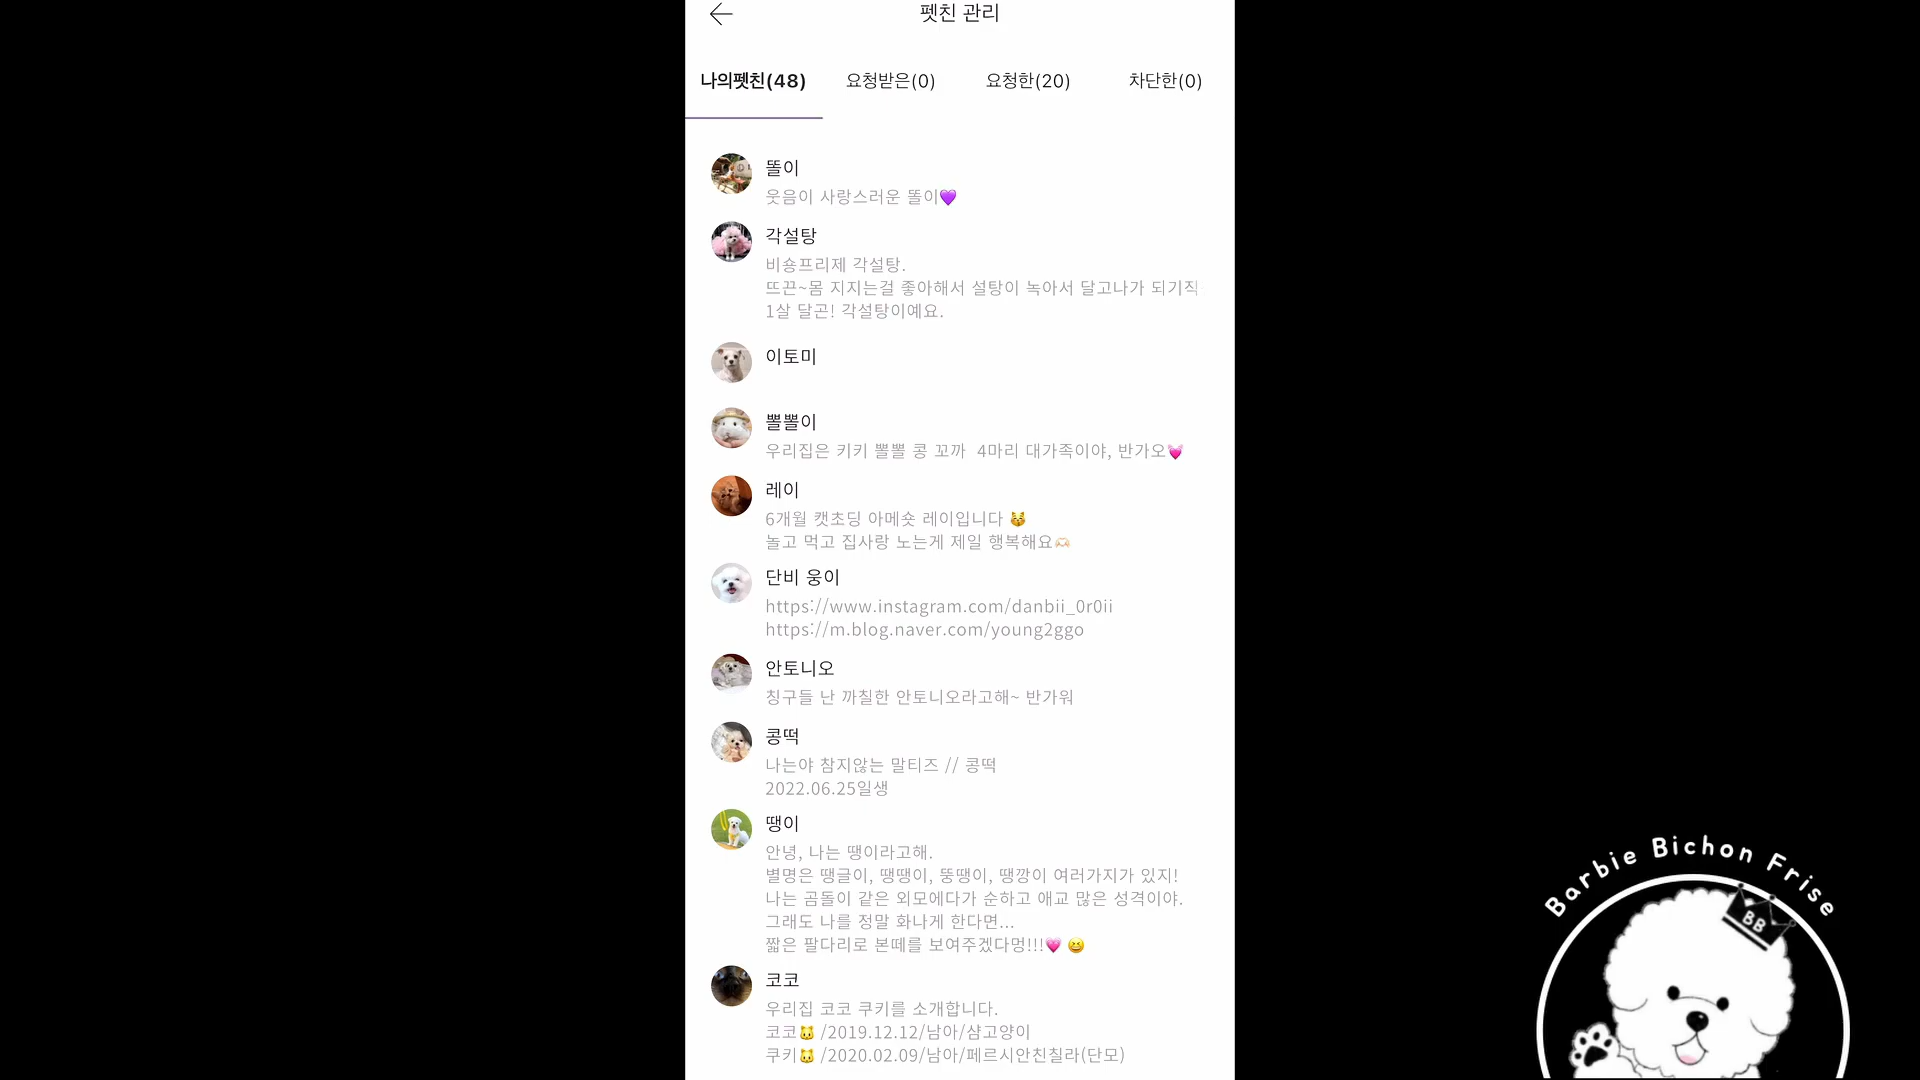 펫친 관리
나의펫친(48) 요청받은(0) 요청한(20) 차단한(0)
똘이
웃음이 사랑스러운 똘이💜
각설탕
비숑프리제 각설탕.
뜨끈~몸 지지는걸 좋아해서 설탕이 녹아서 달고나가 되기직
1살 달곤! 각설탕이예요.
이토미
뽈뽈이
우리집은 키키 뽈뽈 콩 꼬까  4마리 대가족이야, 반가오💓
레이
6개월 캣초딩 아메숏 레이입니다 😽
놀고 먹고 집사랑 노는게 제일 행복해요🫶🏻
단비 웅이
https://www.instagram.com/danbii_0r0ii
https://m.blog.naver.com/young2ggo
안토니오
칭구들 난 까칠한 안토니오라고해~ 반가워
콩떡
나는야 참지않는 말티즈 // 콩떡
2022.06.25일생
땡이
안녕, 나는 땡이라고해.
별명은 땡글이, 땡땡이, 뚱땡이, 땡깡이 여러가지가 있지!
나는 곰돌이 같은 외모에다가 순하고 애교 많은 성격이야.
그래도 나를 정말 화나게 한다면...
짧은 팔다리로 본떼를 보여주겠다멍!!!💗 😆
코코
우리집 코코 쿠키를 소개합니다.
코코🐱 /2019.12.12/남아/샴고양이
쿠키🐱 /2020.02.09/남아/페르시안친칠라(단모)
Barbie Bichon Frise
BB